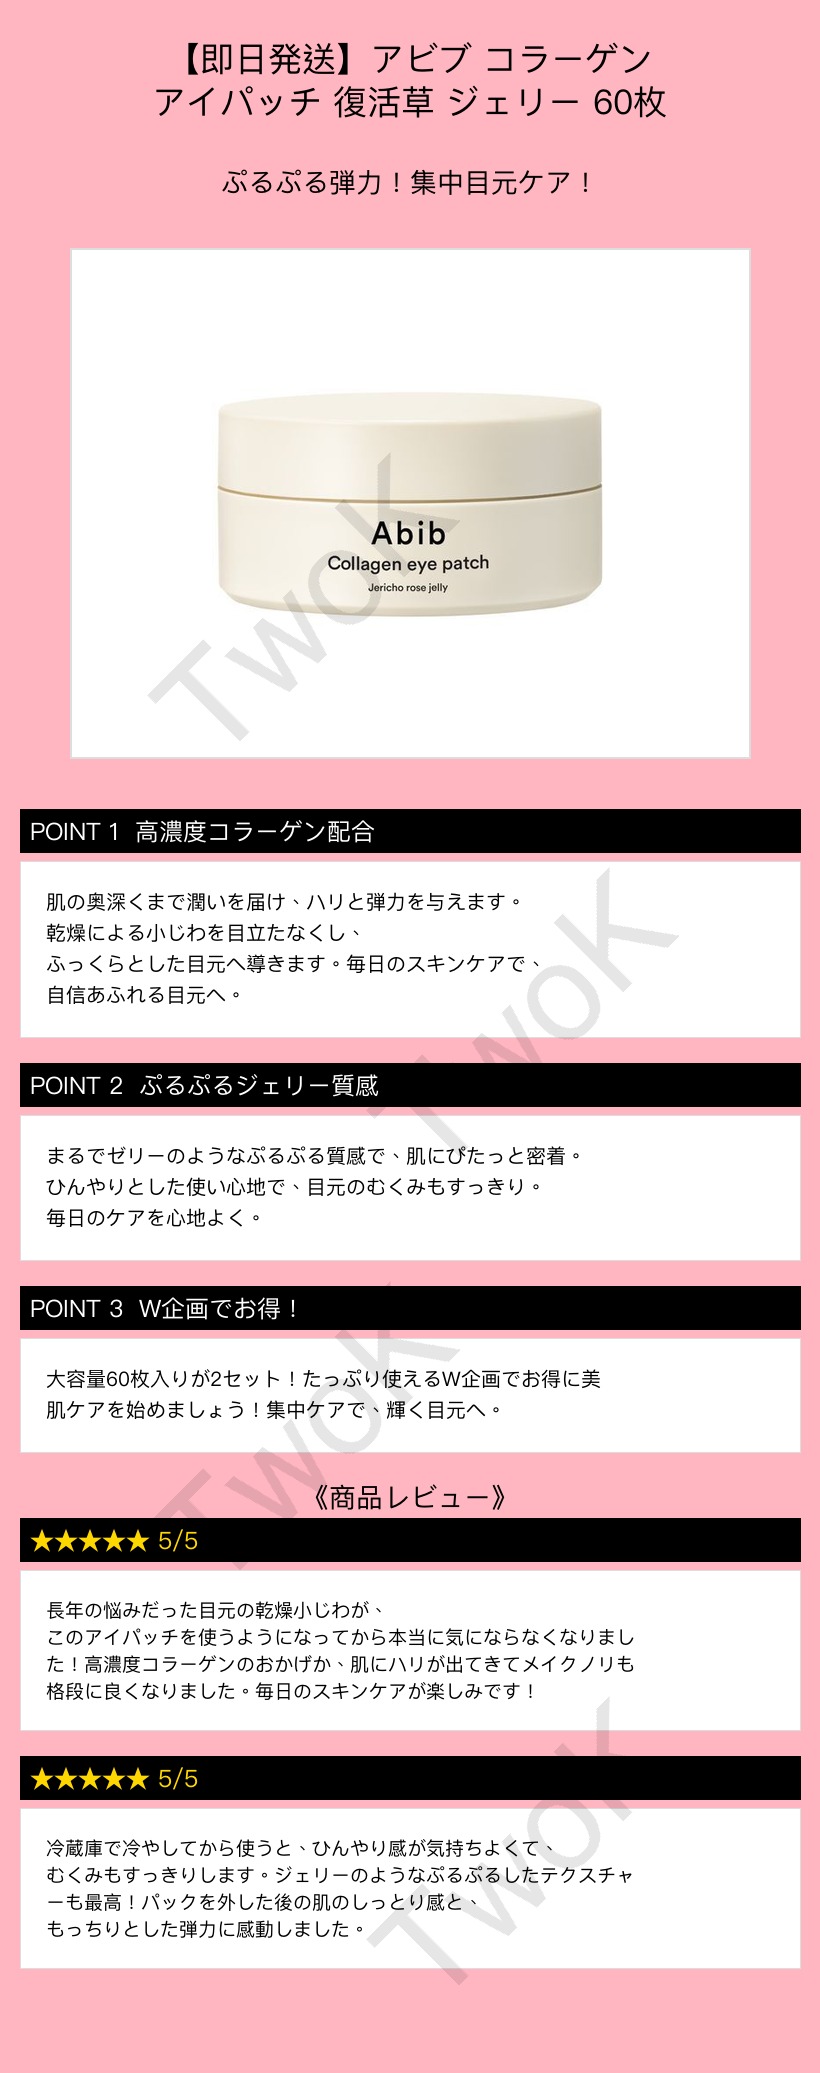 【即日発送】アビブ コラーゲン
アイパッチ 復活草 ジェリー 60枚
ぷるぷる弾力！集中目元ケア！
Abib
Collagen eye patch
Jericho rose jelly
TwoK
POINT 1 高濃度コラーゲン配合
肌の奥深くまで潤いを届け、ハリと弾力を与えます。
乾燥による小じわを目立たなくし、
ふっくらとした目元へ導きます。毎日のスキンケアで、
自信あふれる目元へ。
TwoK
POINT 2 ぷるぷるジェリー質感
まるでゼリーのようなぷるぷる質感で、肌にぴたっと密着。
ひんやりとした使い心地で、目元のむくみもすっきり。
毎日のケアを心地よく。
POINT 3 W企画でお得！
大容量60枚入りが2セット！たっぷり使えるW企画でお得に美
肌ケアを始めましょう！集中ケアで、輝く目元へ。
TwoK
《商品レビュー》
★★★★★ 5/5
長年の悩みだった目元の乾燥小じわが、
このアイパッチを使うようになってから本当に気にならなくなりまし
た！高濃度コラーゲンのおかげか、肌にハリが出てきてメイクノリも
格段に良くなりました。毎日のスキンケアが楽しみです！
★★★★★ 5/5
冷蔵庫で冷やしてから使うと、ひんやり感が気持ちよくて、
むくみもすっきりします。ジェリーのようなぷるぷるしたテクスチャ
ーも最高！パックを外した後の肌のしっとり感と、
もっちりとした弾力に感動しました。
TwoK